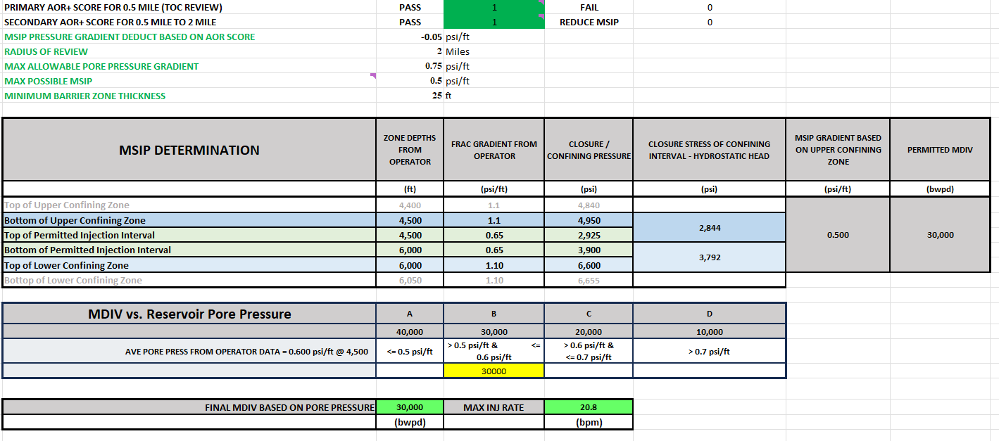 PRIMARY AOR+ SCORE FOR 0.5 MILE (TOC REVIEW) PASS 1 FAIL 0
SECONDARY AOR+ SCORE FOR 0.5 MILE TO 2 MILE PASS 1 REDUCE MSIP 0
MSIP PRESSURE GRADIENT DEDUCT BASED ON AOR SCORE -0.05 psi/ft
RADIUS OF REVIEW 2 Miles
MAX ALLOWABLE PORE PRESSURE GRADIENT 0.75 psi/ft
MAX POSSIBLE MSIP 0.5 psi/ft
MINIMUM BARRIER ZONE THICKNESS 25 ft
MSIP DETERMINATION
ZONE DEPTHS
FROM
OPERATOR
FRAC GRADIENT FROM
OPERATOR
CLOSURE /
CONFINING PRESSURE
CLOSURE STRESS OF CONFINING
INTERVAL - HYDROSTATIC HEAD
MSIP GRADIENT BASED
ON UPPER CONFINING
ZONE
PERMITTED MDIV
(ft) (psi/ft) (psi) (psi) (psi/ft) (bwpd)
Top of Upper Confining Zone 4,400 1.1 4,840
Bottom of Upper Confining Zone 4,500 1.1 4,950
2,844
Top of Permitted Injection Interval 4,500 0.65 2,925
0.500 30,000
Bottom of Permitted Injection Interval 6,000 0.65 3,900
3,792
Top of Lower Confining Zone 6,000 1.10 6,600
Bottop of Lower Confining Zone 6,050 1.10 6,655
MDIV vs. Reservoir Pore Pressure A B C D
40,000 30,000 20,000 10,000
AVE PORE PRESS FROM OPERATOR DATA = 0.600 psi/ft @ 4,500
<= 0.5 psi/ft
> 0.5 psi/ft & <=
0.6 psi/ft
> 0.6 psi/ft &
<= 0.7 psi/ft
> 0.7 psi/ft
30000
FINAL MDIV BASED ON PORE PRESSURE 30,000 MAX INJ RATE 20.8
(bwpd) (bpm)